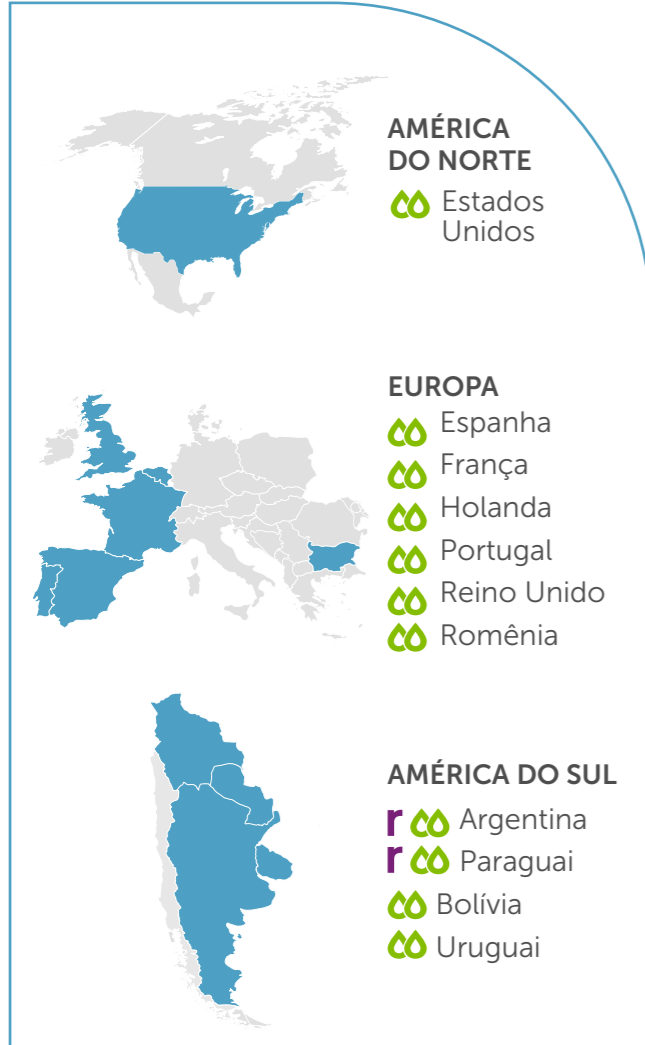 AMÉRICA
DO NORTE
Estados
Unidos
EUROPA
Espanha
França
Holanda
Portugal
Reino Unido
Romênia
AMÉRICA DO SUL
r Argentina
r Paraguai
Bolívia
Uruguai